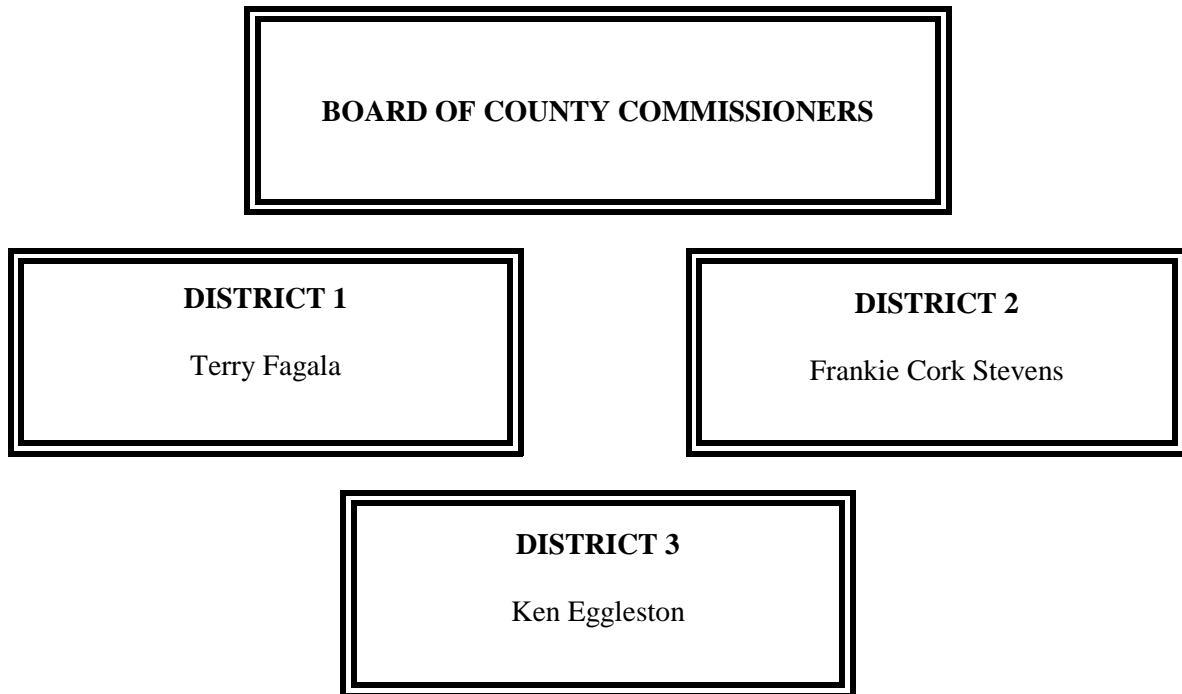 BOARD OF COUNTY COMMISSIONERS
DISTRICT 1
Terry Fagala
DISTRICT 2
Frankie Cork Stevens
DISTRICT 3
Ken Eggleston